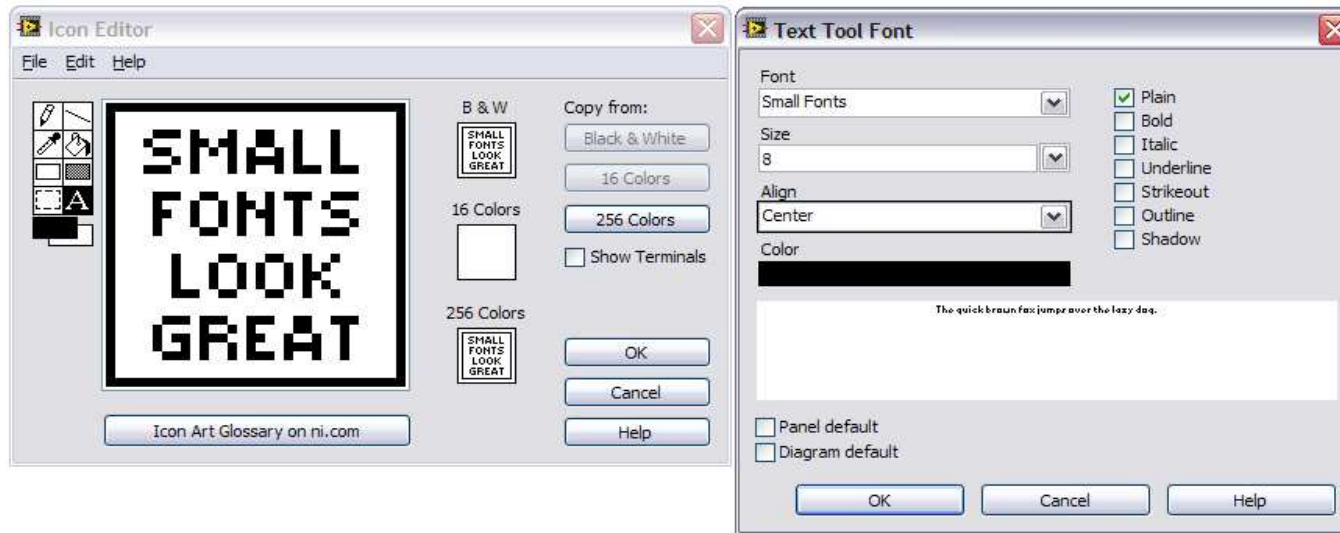 Icon Editor
File Edit Help
SMALL
FONTS
LOOK
GREAT
A
B & W
SMALL
FONTS
LOOK
GREAT
16 Colors
256 Colors
SMALL
FONTS
LOOK
GREAT
Copy from:
Black & White
16 Colors
256 Colors
Show Terminals
OK
Cancel
Help
Icon Art Glossary on ni.com
Text Tool Font
Font
Small Fonts
Size
8
Align
Center
Color
Plain
Bold
Italic
Underline
Strikeout
Outline
Shadow
The quick brown fox jumps over the lazy dog.
Panel default
Diagram default
OK
Cancel
Help